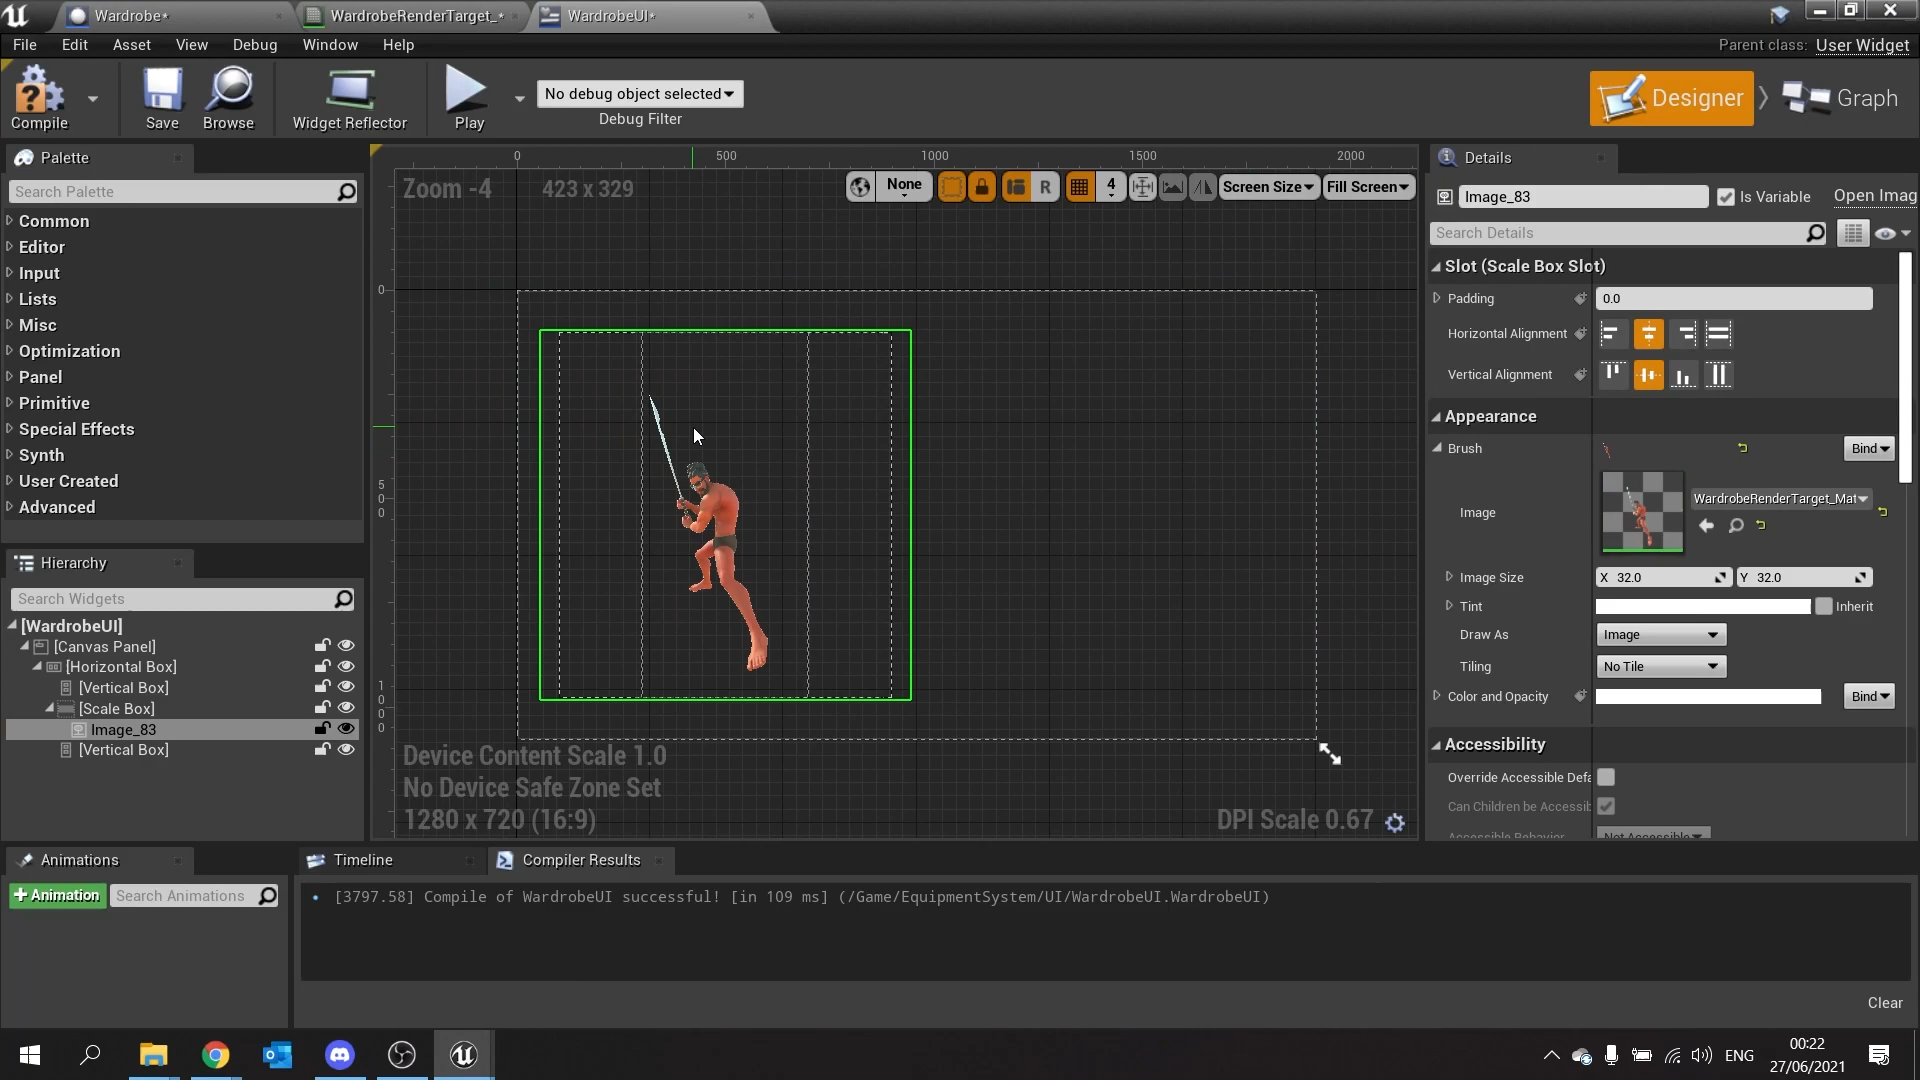 Wardrobe*
WardrobeRenderTarget_*
WardrobeUI*
File Edit Asset View Debug Window Help
Parent class: User Widget
Compile
Save
Browse
Widget Reflector
Play
No debug object selected
Debug Filter
Designer
Graph
Palette
Search Palette
Common
Editor
Input
Lists
Misc
Optimization
Panel
Primitive
Special Effects
Synth
User Created
Advanced
Hierarchy
Search Widgets
[WardrobeUI]
[Canvas Panel]
[Horizontal Box]
[Vertical Box]
[Scale Box]
Image_83
[Vertical Box]
0 500 1000 1500 2000
Zoom -4
423 x 329
None
R
4
Screen Size
Fill Screen
0
5
0
0
1
0
0
0
Device Content Scale 1.0
No Device Safe Zone Set
1280 x 720 (16:9)
DPI Scale 0.67
Details
Image_83
Is Variable
Open Imag
Search Details
Slot (Scale Box Slot)
Padding
0.0
Horizontal Alignment
Vertical Alignment
Appearance
Brush
Bind
Image
WardrobeRenderTarget_Mat
Image Size
X 32.0
Y 32.0
Tint
Inherit
Draw As
Image
Tiling
No Tile
Color and Opacity
Bind
Accessibility
Override Accessible Defa
Can Children be Accessib
Accessible Behavior
Not Accessible
Animations
+ Animation
Search Animations
Timeline
Compiler Results
[3797.58] Compile of WardrobeUI successful! [in 109 ms] (/Game/EquipmentSystem/UI/WardrobeUI.WardrobeUI)
Clear
ENG
00:22
27/06/2021